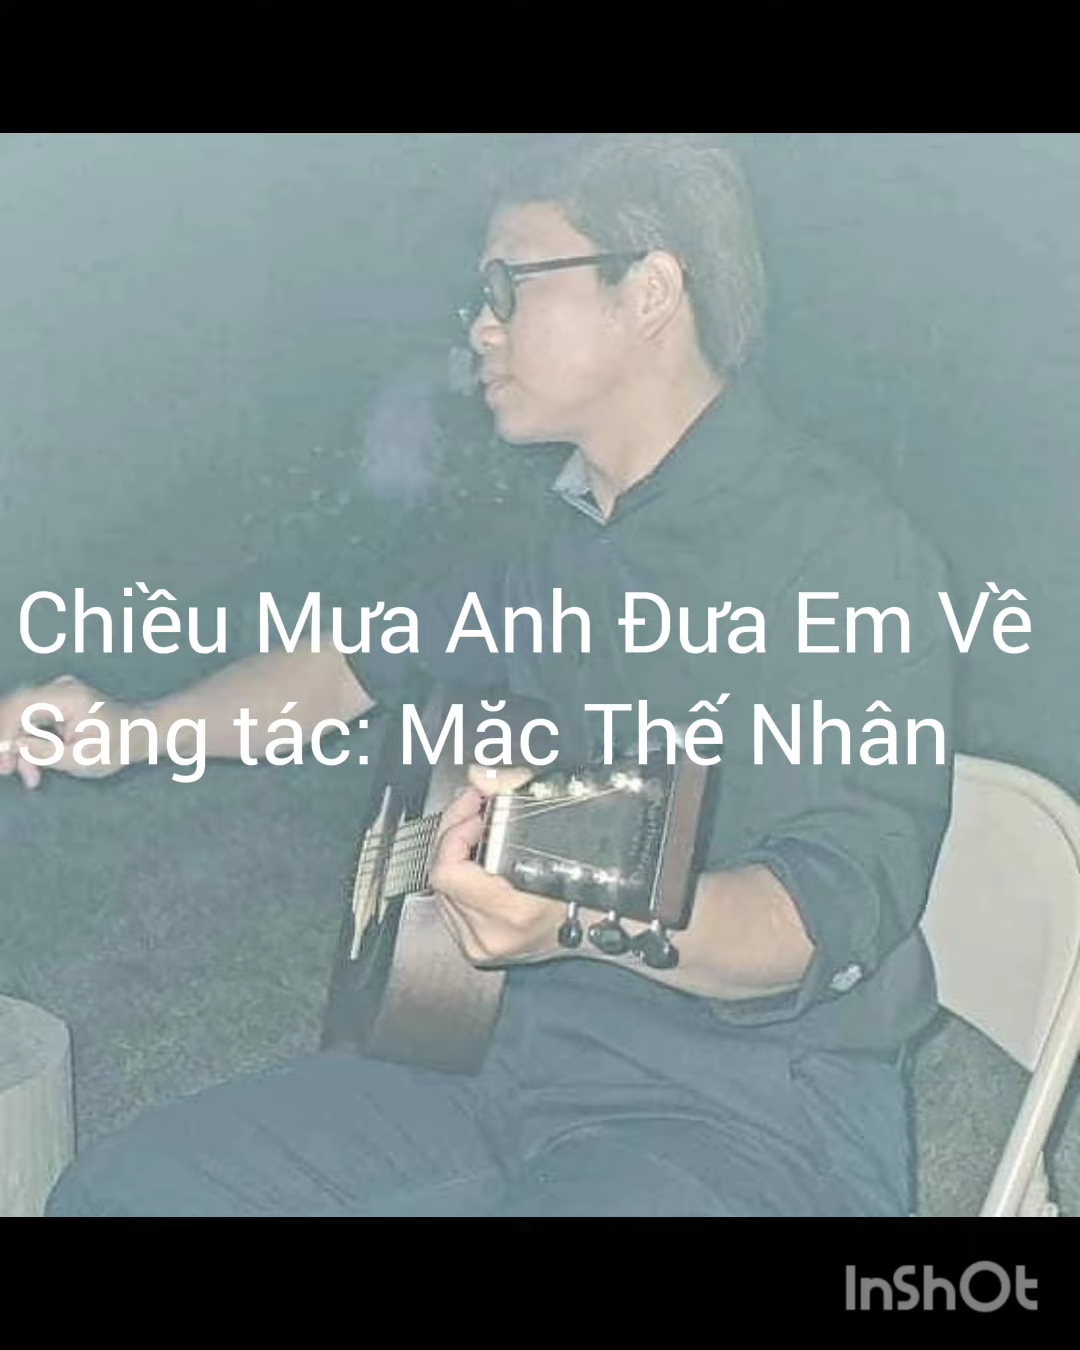 Chiều Mưa Anh Đưa Em Về
Sáng tác: Mặc Thế Nhân
InShOt